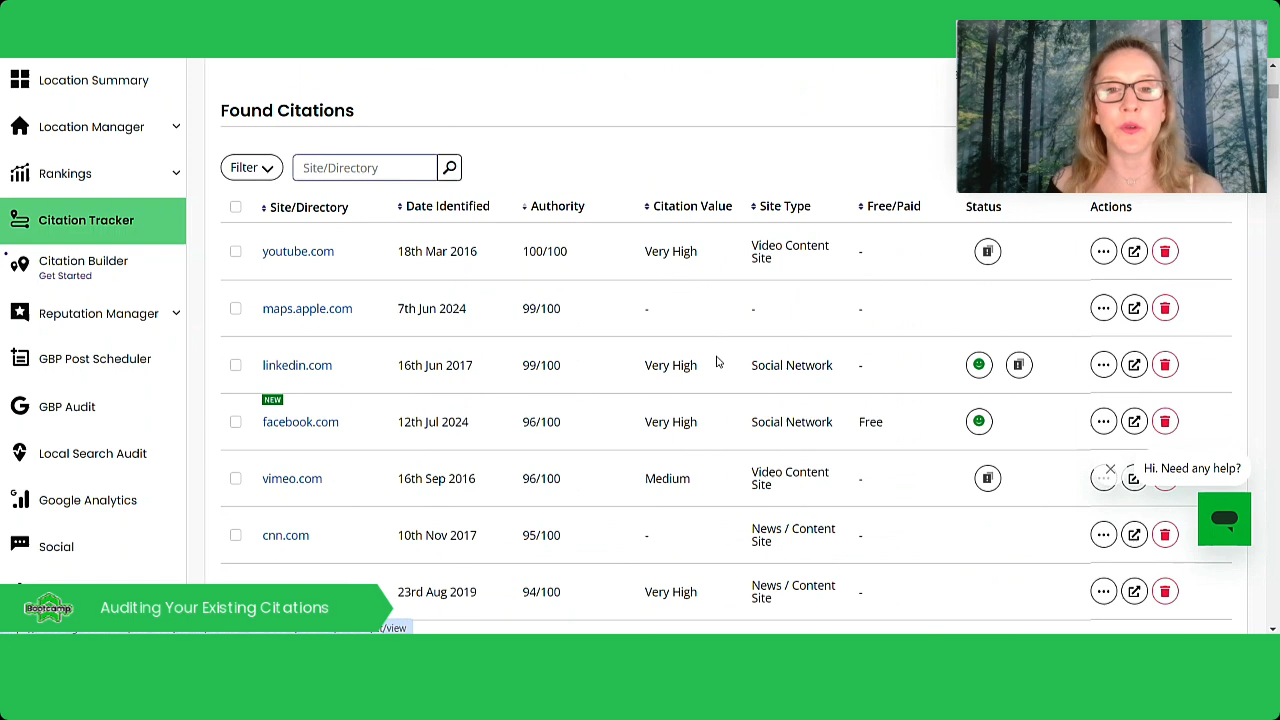 Location Summary
Location Manager
Rankings
Citation Tracker
Citation Builder
Get Started
Reputation Manager
GBP Post Scheduler
GBP Audit
Local Search Audit
Google Analytics
Social
Found Citations
Filter
Site/Directory
Site/Directory Date Identified Authority Citation Value Site Type Free/Paid Status Actions
youtube.com 18th Mar 2016 100/100 Very High Video Content Site -
maps.apple.com 7th Jun 2024 99/100 - - -
linkedin.com 16th Jun 2017 99/100 Very High Social Network -
NEW
facebook.com 12th Jul 2024 96/100 Very High Social Network Free
vimeo.com 16th Sep 2016 96/100 Medium Video Content Site -
cnn.com 10th Nov 2017 95/100 - News / Content Site -
23rd Aug 2019 94/100 Very High News / Content Site -
Hi. Need any help?
Bootcamp
Auditing Your Existing Citations
/view